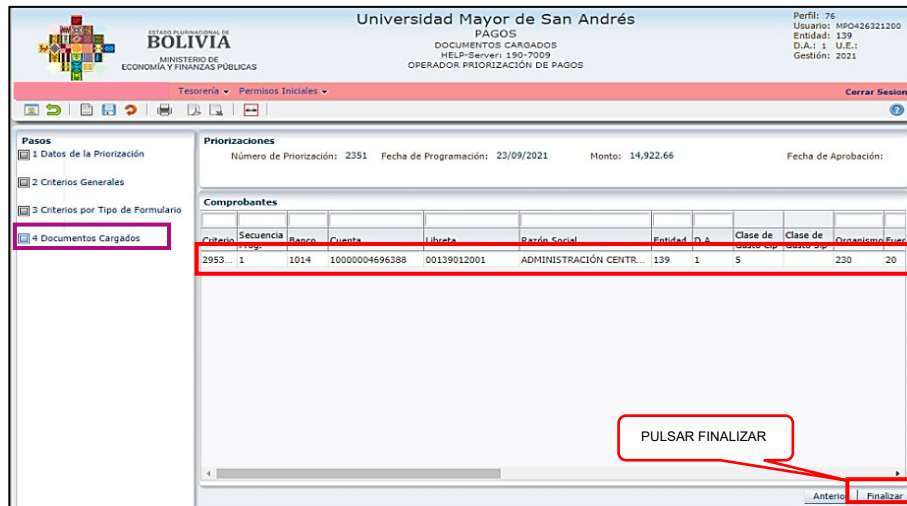 ESTADO PLURINACIONAL DE
BOLIVIA
MINISTERIO DE
ECONOMÍA Y FINANZAS PÚBLICAS
Universidad Mayor de San Andrés
PAGOS
DOCUMENTOS CARGADOS
HELP-Server: 190-7009
OPERADOR PRIORIZACIÓN DE PAGOS
Perfil: 76
Usuario: MPO426321200
Entidad: 139
D.A.: 1 U.E.:
Gestión: 2021
Tesorería Permisos Iniciales Cerrar Sesion
Pasos
1 Datos de la Priorización
2 Criterios Generales
3 Criterios por Tipo de Formulario
4 Documentos Cargados
Priorizaciones
Número de Priorización: 2351 Fecha de Programación: 23/09/2021 Monto: 14,922.66 Fecha de Aprobación:
Comprobantes
Criterio Secuencia Prog. Banco Cuenta Libreta Razón Social Entidad D.A. Clase de Gasto Cip Clase de Gasto Sip Organismo Fuer
2953... 1 1014 10000004696388 00139012001 ADMINISTRACIÓN CENTR... 139 1 5 230 20
PULSAR FINALIZAR
Anterio Finalizar